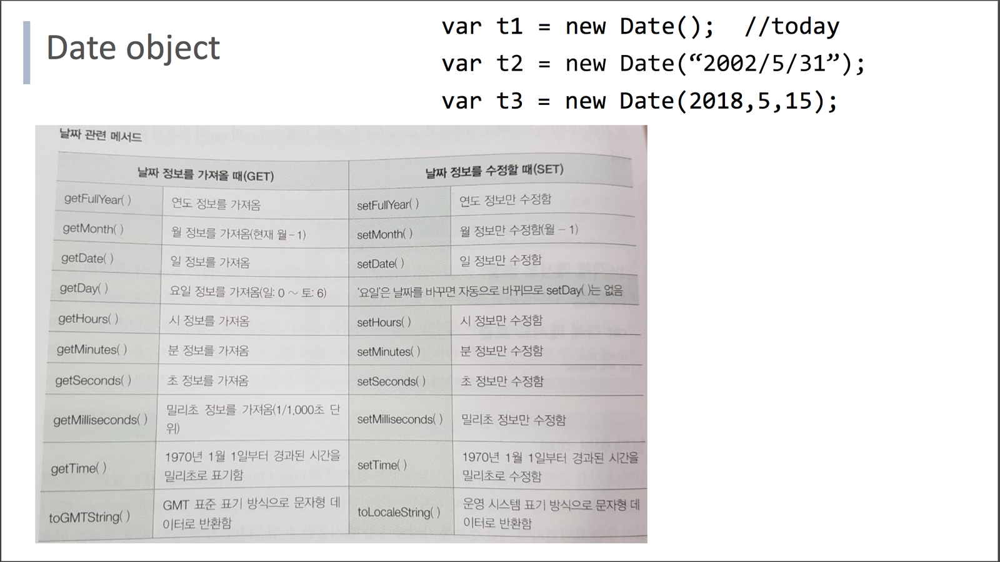 Date object
var t1 = new Date();  //today
var t2 = new Date(“2002/5/31”);
var t3 = new Date(2018,5,15);
날짜 관련 메서드
날짜 정보를 가져올 때(GET) 날짜 정보를 수정할 때(SET)
getFullYear( ) 연도 정보를 가져옴 setFullYear( ) 연도 정보만 수정함
getMonth( ) 월 정보를 가져옴(현재 월-1) setMonth( ) 월 정보만 수정함(월 - 1)
getDate( ) 일 정보를 가져옴 setDate( ) 일 정보만 수정함
getDay( ) 요일 정보를 가져옴(일: 0 ~ 토: 6) '요일'은 날짜를 바꾸면 자동으로 바뀌므로 setDay( )는 없음
getHours( ) 시 정보를 가져옴 setHours( ) 시 정보만 수정함
getMinutes( ) 분 정보를 가져옴 setMinutes( ) 분 정보만 수정함
getSeconds( ) 초 정보를 가져옴 setSeconds( ) 초 정보만 수정함
getMilliseconds( ) 밀리초 정보를 가져옴(1/1,000초 단
위) setMilliseconds( ) 밀리초 정보만 수정함
getTime( ) 1970년 1월 1일부터 경과된 시간을
밀리초로 표기함 setTime( ) 1970년 1월 1일부터 경과된 시간을
밀리초로 수정함
toGMTString( ) GMT 표준 표기 방식으로 문자형 데
이터로 반환함 toLocaleString( ) 운영 시스템 표기 방식으로 문자형 데
이터로 반환함